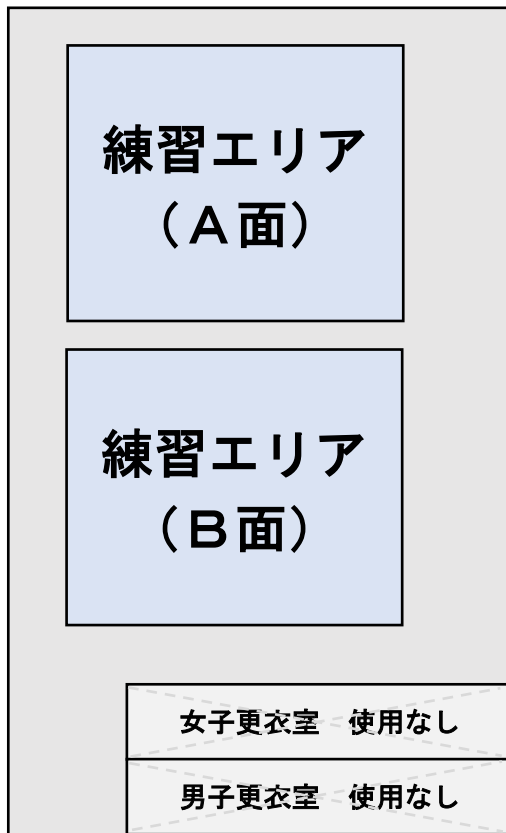 練習エリア
（Ａ面）
練習エリア
（Ｂ面）
女子更衣室　使用なし
男子更衣室　使用なし